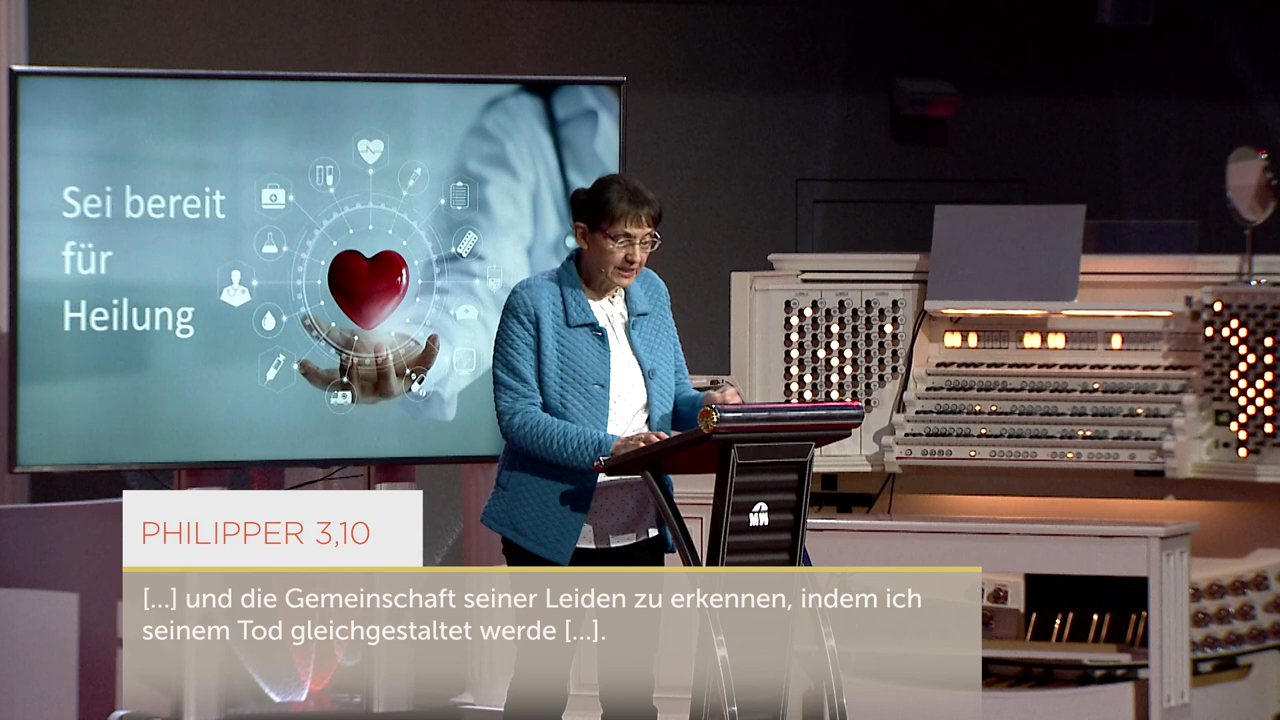 Sei bereit
für
Heilung
MW
PHILIPPER 3,10
[...] und die Gemeinschaft seiner Leiden zu erkennen, indem ich
seinem Tod gleichgestaltet werde [...].